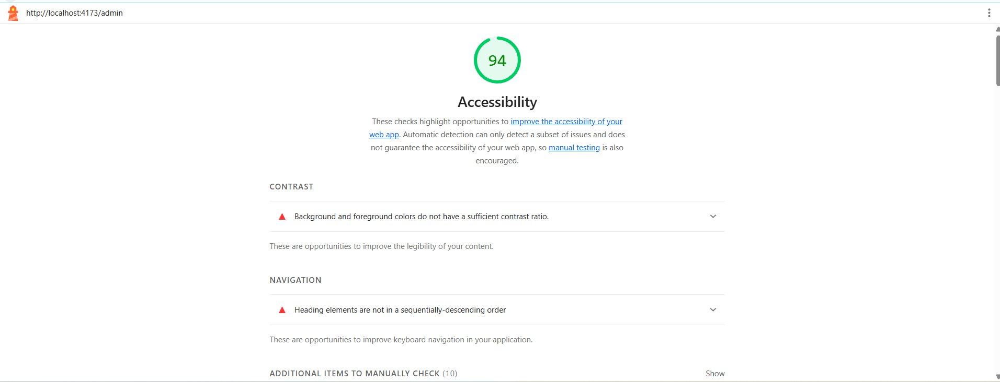 http://localhost:4173/admin
94
Accessibility
These checks highlight opportunities to improve the accessibility of your
web app. Automatic detection can only detect a subset of issues and does
not guarantee the accessibility of your web app, so manual testing is also
encouraged.
CONTRAST
Background and foreground colors do not have a sufficient contrast ratio.
These are opportunities to improve the legibility of your content.
NAVIGATION
Heading elements are not in a sequentially-descending order
These are opportunities to improve keyboard navigation in your application.
ADDITIONAL ITEMS TO MANUALLY CHECK (10) Show